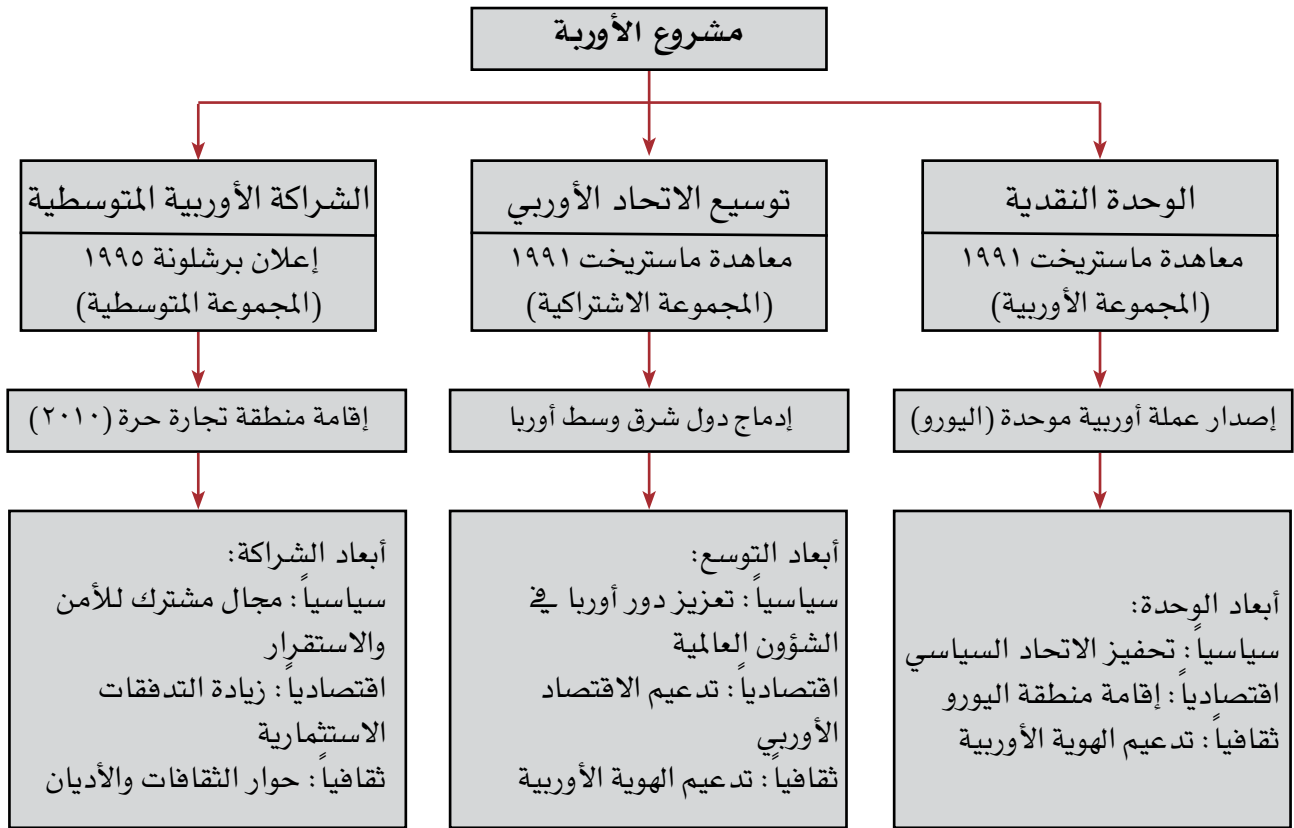 مشروع الأوربة
الوحدة النقدية
معاهدة ماستريخت ١٩٩١
(المجموعة الأوربية)
إصدار عملة أوربية موحدة (اليورو)
أبعاد الوحدة:
سياسياً: تحفيز الاتحاد السياسي
اقتصادياً: إقامة منطقة اليورو
ثقافياً: تدعيم الهوية الأوربية
توسيع الاتحاد الأوربي
معاهدة ماستريخت ١٩٩١
(المجموعة الاشتراكية)
إدماج دول شرق وسط أوربا
أبعاد التوسع:
سياسياً: تعزيز دور أوربا في
الشؤون العالمية
اقتصادياً: تدعيم الاقتصاد
الأوربي
ثقافياً: تدعيم الهوية الأوربية
الشراكة الأوربية المتوسطية
إعلان برشلونة ١٩٩٥
(المجموعة المتوسطية)
إقامة منطقة تجارة حرة (٢٠١٠)
أبعاد الشراكة:
سياسياً: مجال مشترك للأمن
والاستقرار
اقتصادياً: زيادة التدفقات
الاستثمارية
ثقافياً: حوار الثقافات والأديان